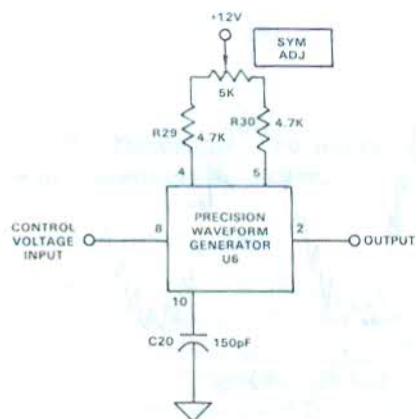 +12V
SYM
ADJ
5K
R29
4.7K
R30
4.7K
4
5
CONTROL
VOLTAGE
INPUT
8
PRECISION
WAVEFORM
GENERATOR
U6
2
OUTPUT
10
C20
150pF